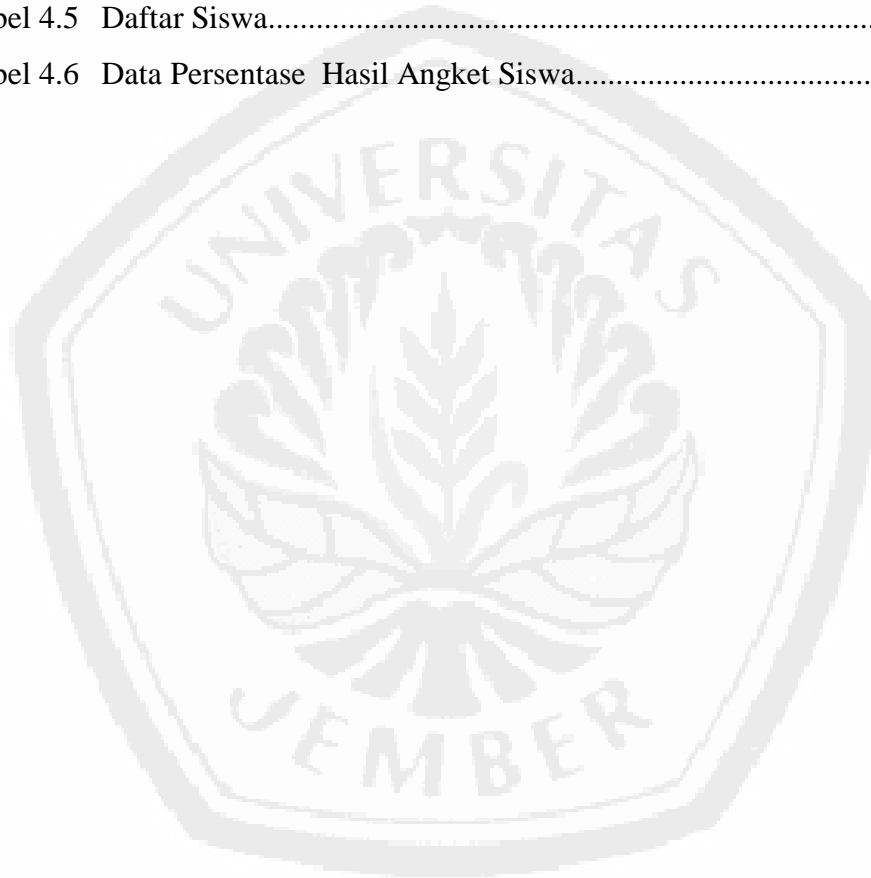 bel 4.5 Daftar Siswa...........................................................................
bel 4.6 Data Persentase Hasil Angket Siswa....................................
UNIVERSITAS
JEMBER